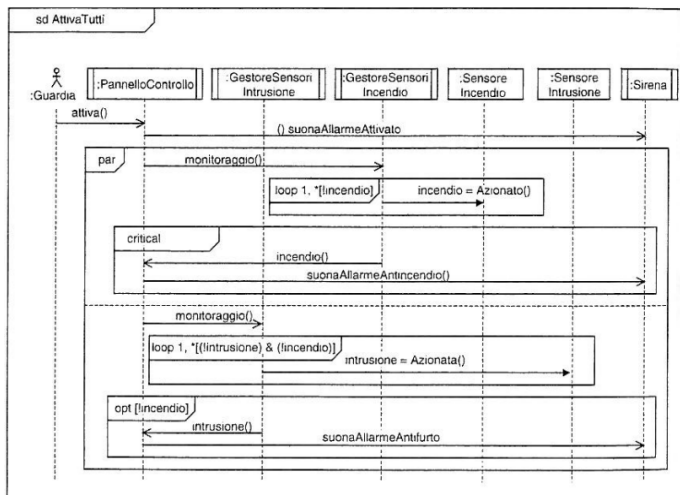 sd AttivaTutti
:Guardia
:PannelloControllo
:GestoreSensori
Intrusione
:GestoreSensori
Incendio
:Sensore
Incendio
:Sensore
Intrusione
:Sirena
attiva()
() suonaAllarmeAttivato
par
monitoraggio()
loop 1, *[!incendio]
incendio = Azionato()
critical
incendio()
suonaAllarmeAntincendio()
monitoraggio()
loop 1, *[(!intrusione) & (!incendio)]
intrusione = Azionata()
opt [!incendio]
intrusione()
suonaAllarmeAntifurto